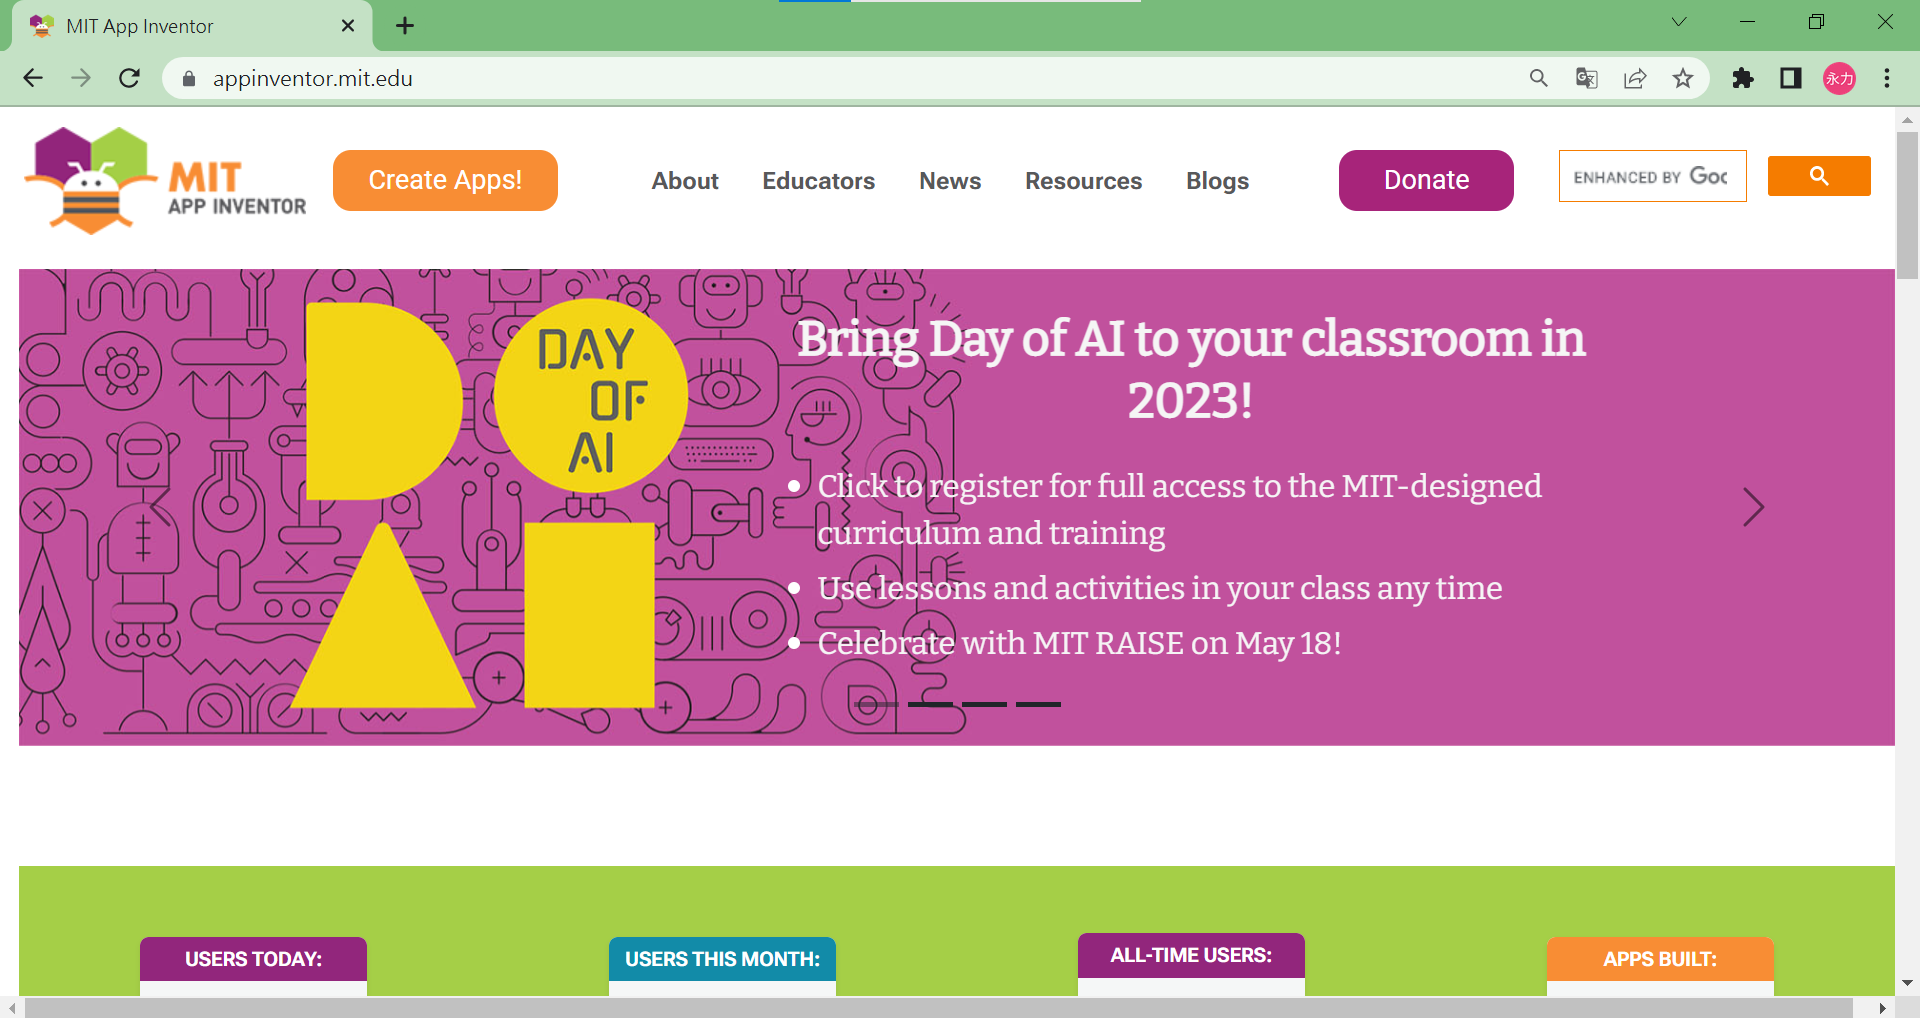 MIT App Inventor
appinventor.mit.edu
永力
MIT
APP INVENTOR
Create Apps!
About
Educators
News
Resources
Blogs
Donate
ENHANCED BY Goo
DAY
OF
AI
Bring Day of AI to your classroom in
2023!
Click to register for full access to the MIT-designed
curriculum and training
Use lessons and activities in your class any time
Celebrate with MIT RAISE on May 18!
USERS TODAY:
USERS THIS MONTH:
ALL-TIME USERS:
APPS BUILT: